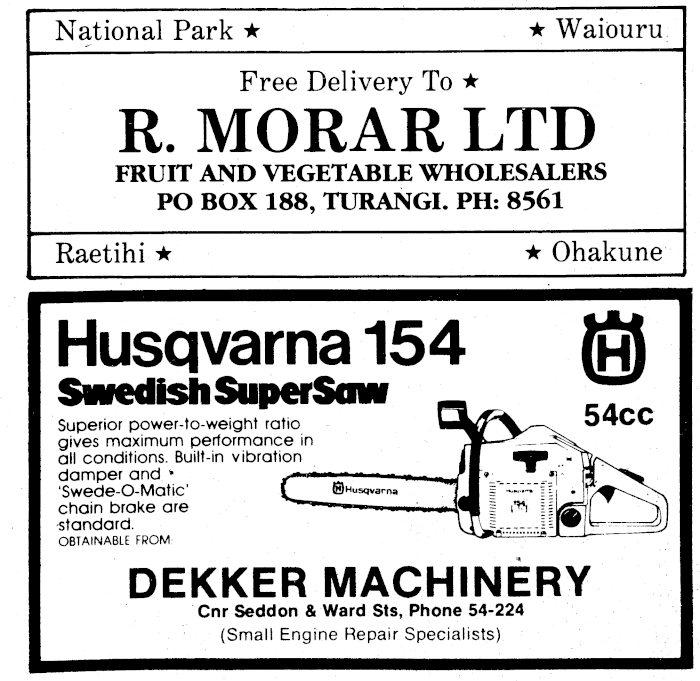 National Park ★ ★ Waiouru
Free Delivery To ★
R. MORAR LTD
FRUIT AND VEGETABLE WHOLESALERS
PO BOX 188, TURANGI. PH: 8561
Raetihi ★ ★ Ohakune
Husqvarna 154
Swedish SuperSaw
H
54cc
Superior power-to-weight ratio
gives maximum performance in
all conditions. Built-in vibration
damper and
'Swede-O-Matic'
chain brake are
standard.
OBTAINABLE FROM:
Husqvarna
HUSQVARNA
154
DEKKER MACHINERY
Cnr Seddon & Ward Sts, Phone 54-224
(Small Engine Repair Specialists)